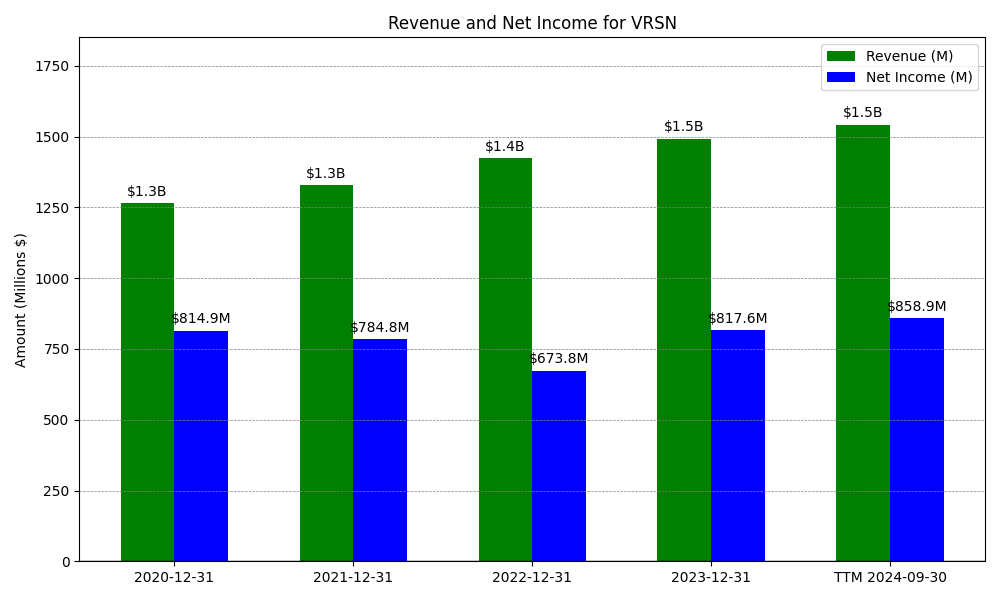 Revenue and Net Income for VRSN
Revenue (M)
Net Income (M)
Amount (Millions $)
1750
1500
1250
1000
750
500
250
0
$1.3B
$814.9M
$1.3B
$784.8M
$1.4B
$673.8M
$1.5B
$817.6M
$1.5B
$858.9M
2020-12-31
2021-12-31
2022-12-31
2023-12-31
TTM 2024-09-30